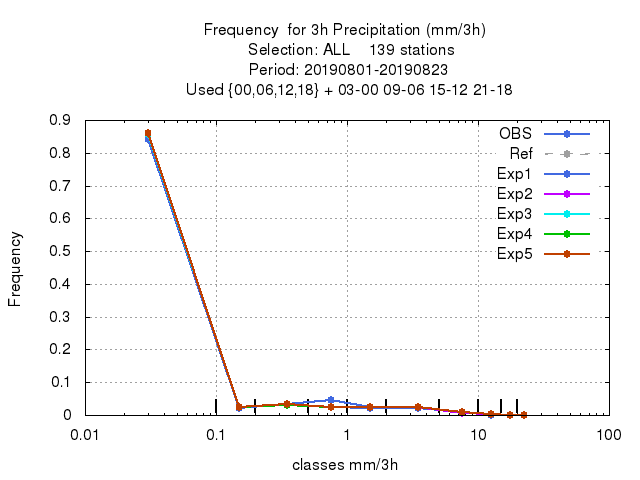 Frequency  for 3h Precipitation (mm/3h)
Selection: ALL    139 stations
Period: 20190801-20190823
Used {00,06,12,18} + 03-00 09-06 15-12 21-18
0.9
0.8
0.7
0.6
0.5
0.4
0.3
0.2
0.1
0
Frequency
OBS
Ref
Exp1
Exp2
Exp3
Exp4
Exp5
0.01 0.1 1 10 100
classes mm/3h